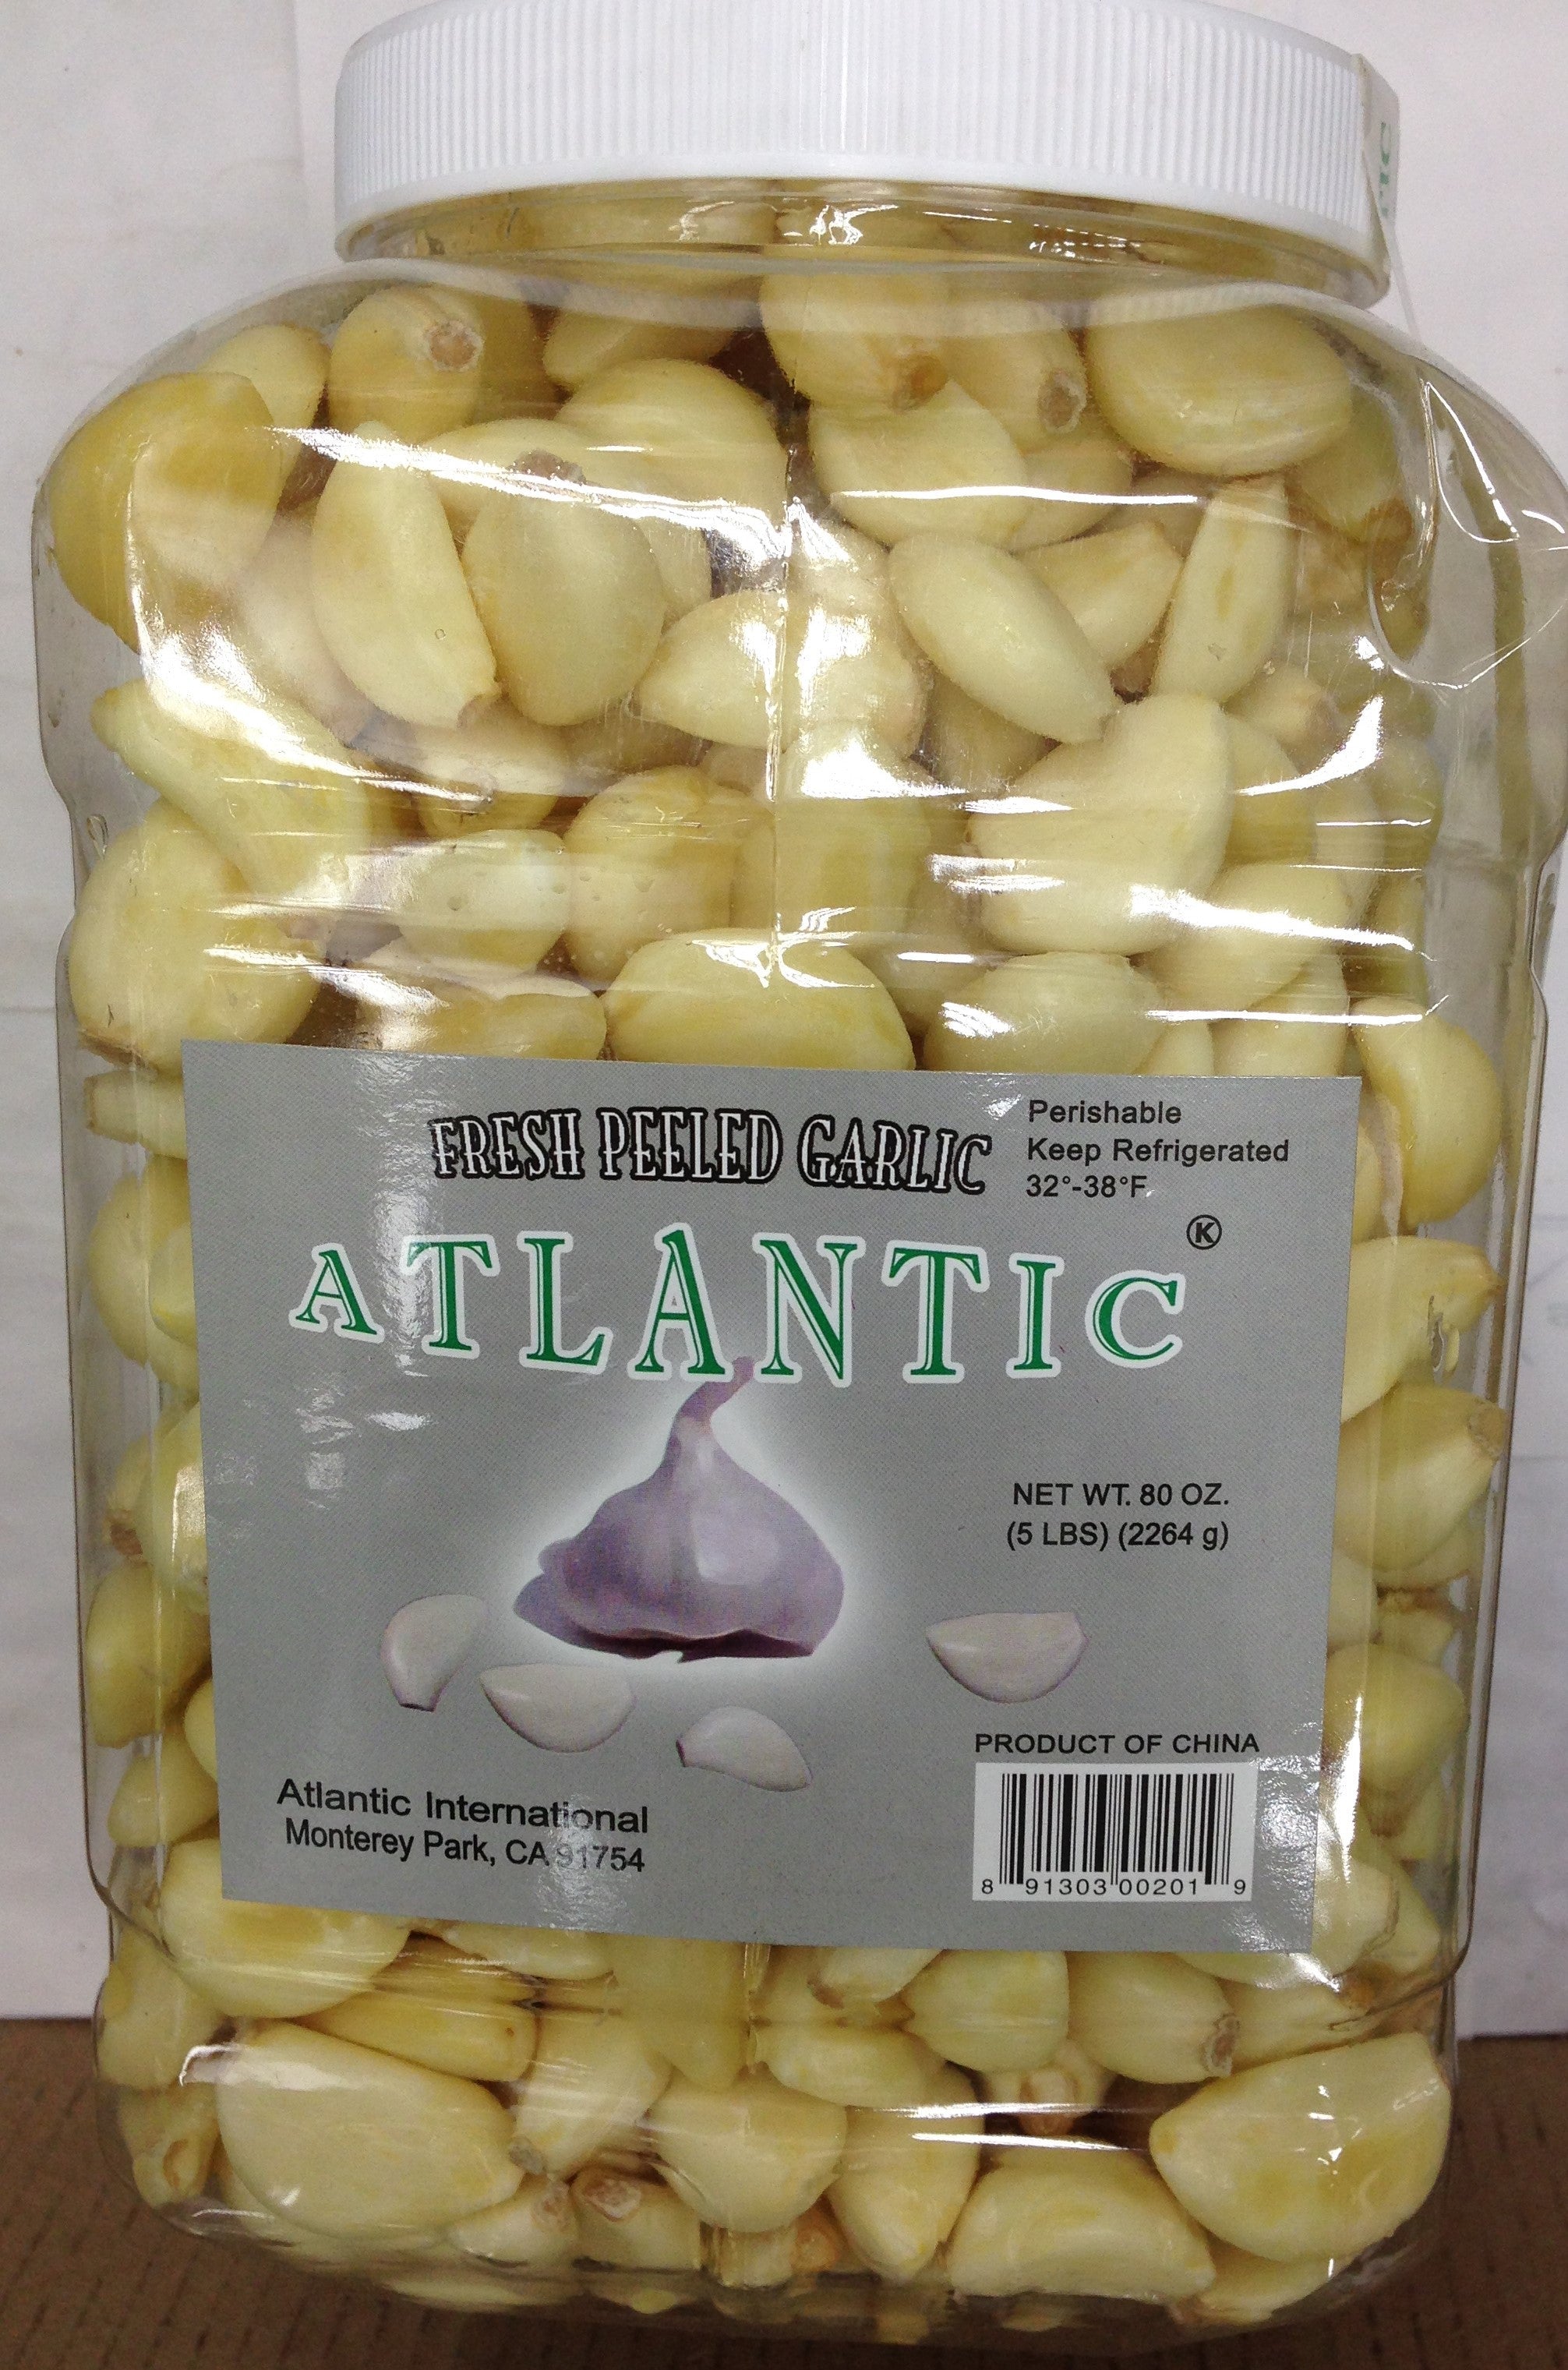 FRESH PEELED GARLIC
Perishable
Keep Refrigerated
32°-38°F
ATLANTIC
K
NET WT. 80 OZ.
(5 LBS) (2264 g)
PRODUCT OF CHINA
Atlantic International
Monterey Park, CA 91754
8 91303 00201 9